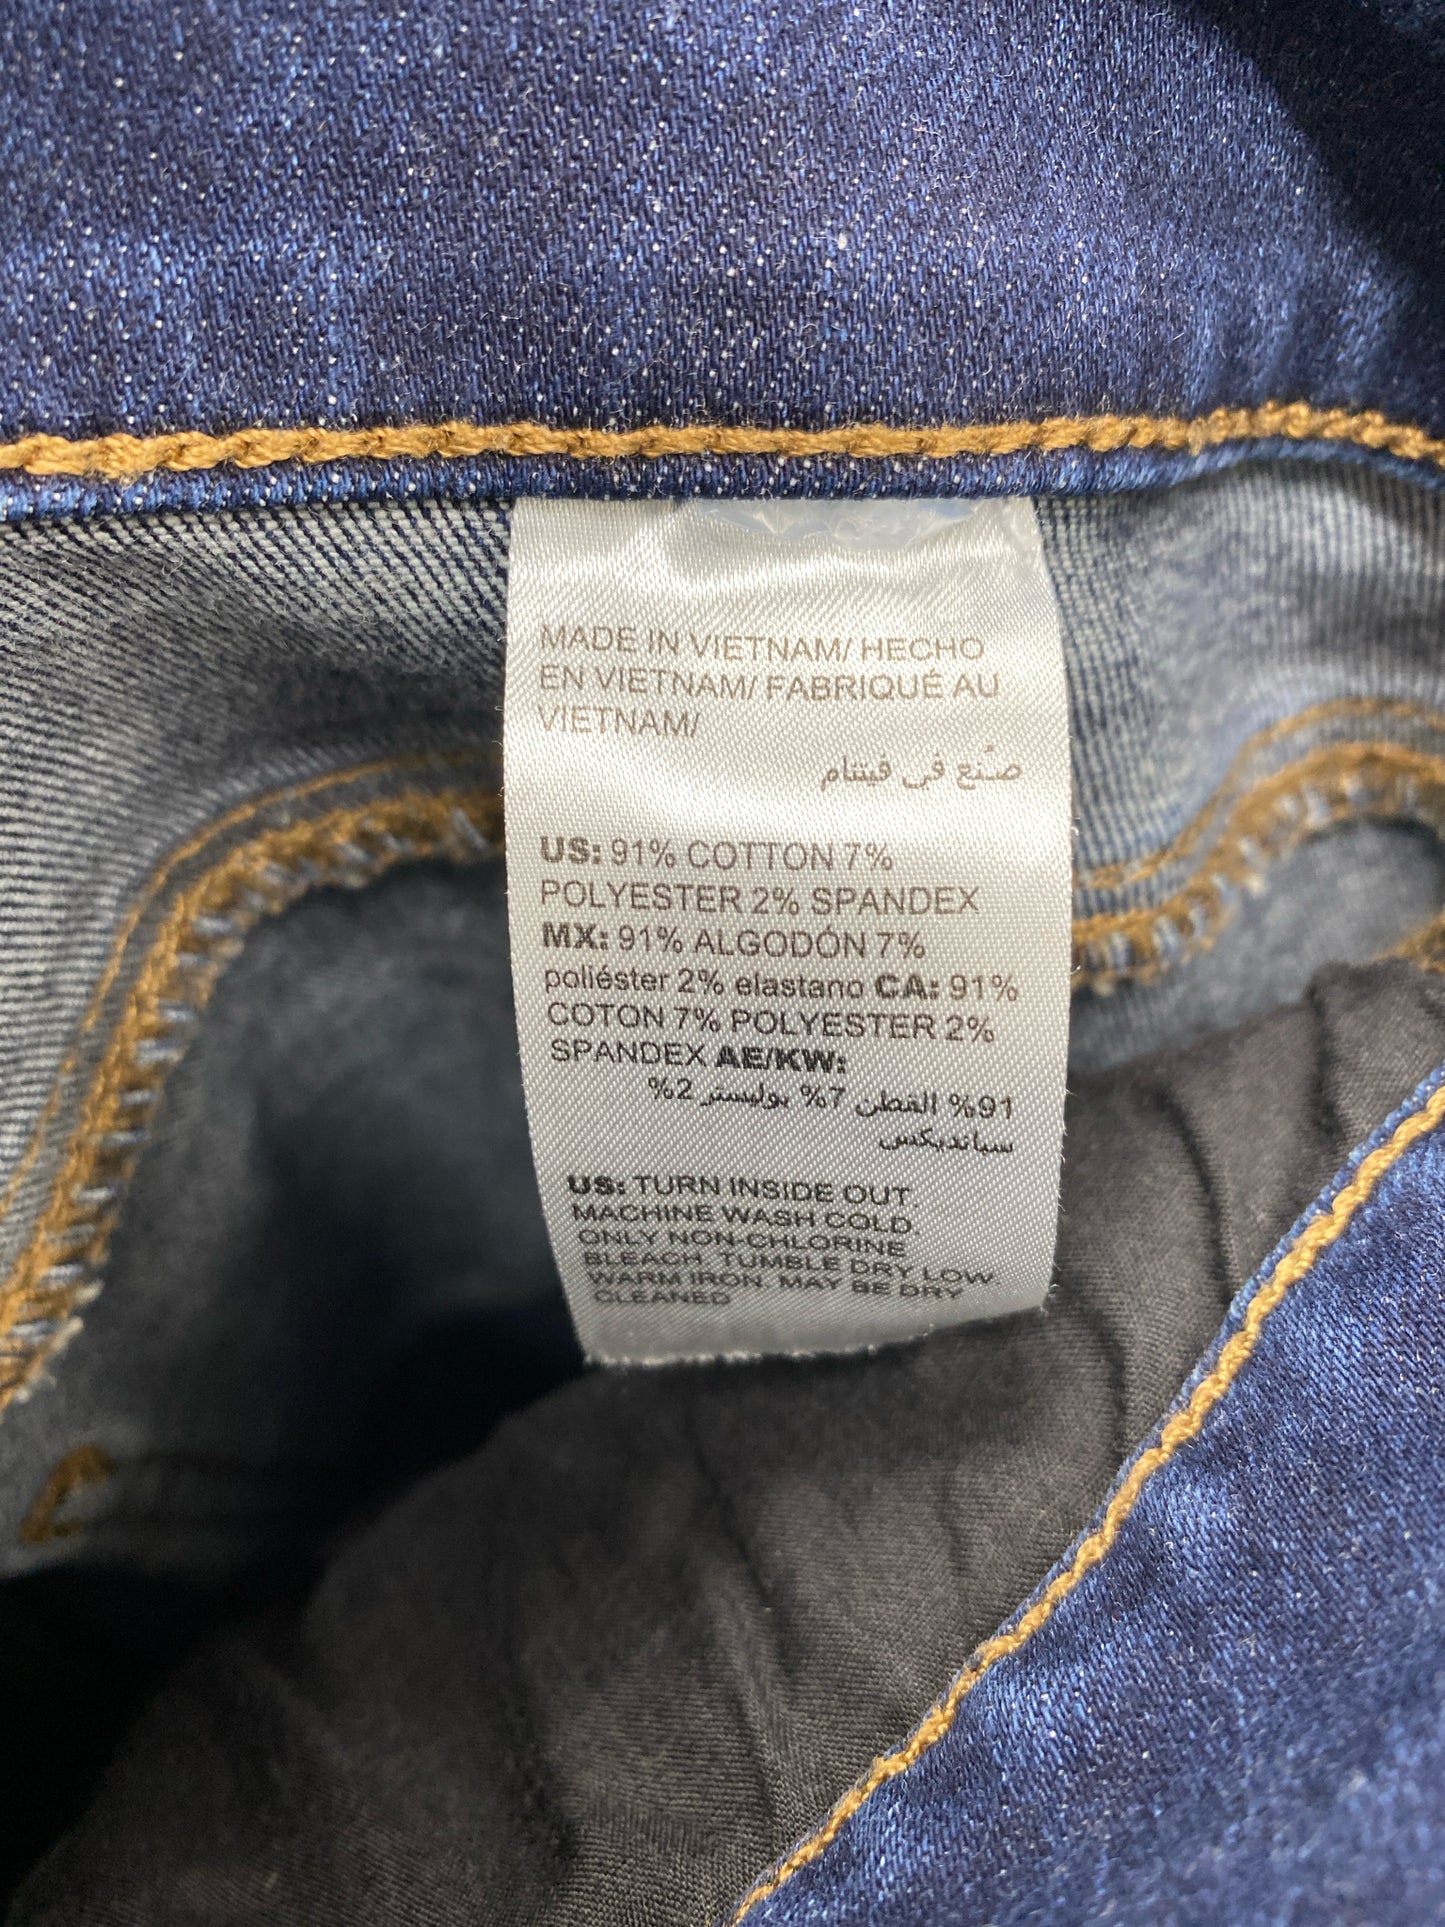 MADE IN VIETNAM/ HECHO
EN VIETNAM/ FABRIQUÉ AU
VIETNAM/
صُنع في فيتنام
US: 91% COTTON 7%
POLYESTER 2% SPANDEX
MX: 91% ALGODÓN 7%
poliéster 2% elastano CA: 91%
COTON 7% POLYESTER 2%
SPANDEX AE/KW:
91% القطن 7% بوليستر 2%
سباندیکس
US: TURN INSIDE OUT.
MACHINE WASH COLD.
ONLY NON-CHLORINE
BLEACH. TUMBLE DRY LOW.
WARM IRON. MAY BE DRY
CLEANED